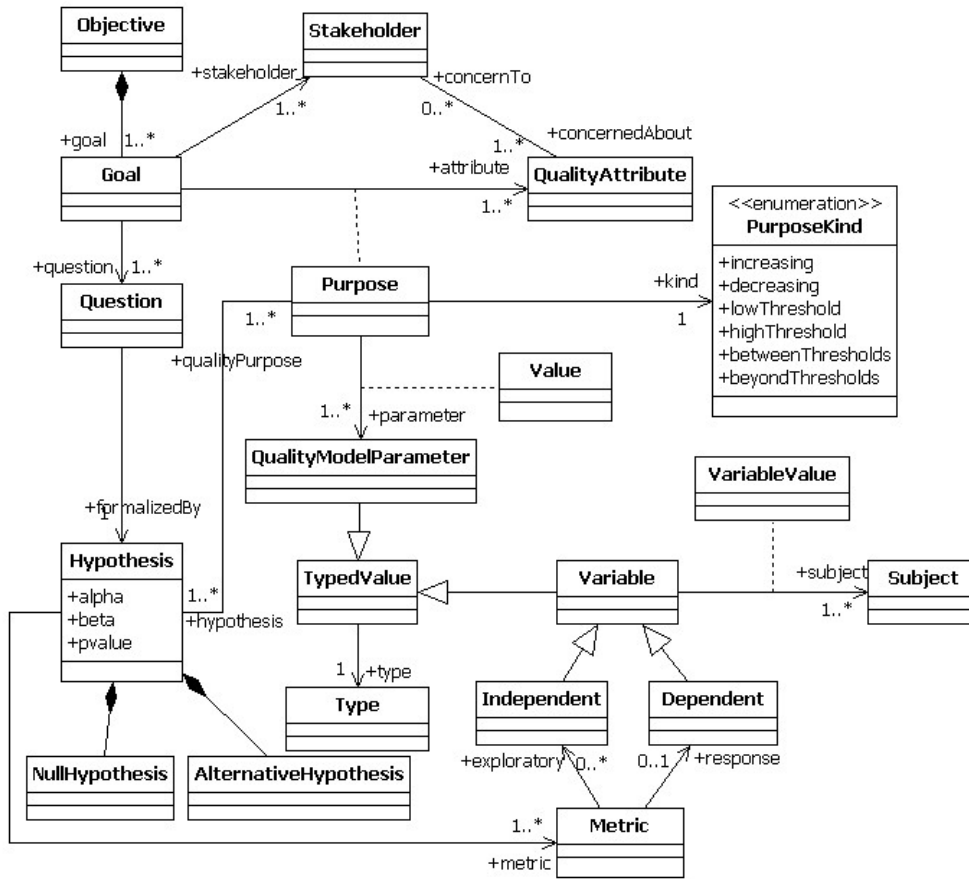 Objective
Stakeholder
+stakeholder
1..*
+concernTo
0..*
+goal
1..*
1..*
+concernedAbout
Goal
+attribute
1..*
QualityAttribute
<<enumeration>>
PurposeKind
+increasing
+decreasing
+lowThreshold
+highThreshold
+betweenThresholds
+beyondThresholds
+question
1..*
Question
Purpose
1..*
+qualityPurpose
+kind
1
Value
1..*
+parameter
QualityModelParameter
VariableValue
+formalizedBy
1
Hypothesis
+alpha
+beta
+pvalue
1..*
+hypothesis
TypedValue
Variable
+subject
1..*
Subject
1
+type
Type
Independent
Dependent
+exploratory
0..*
0..1
+response
NullHypothesis
AlternativeHypothesis
1..*
+metric
Metric